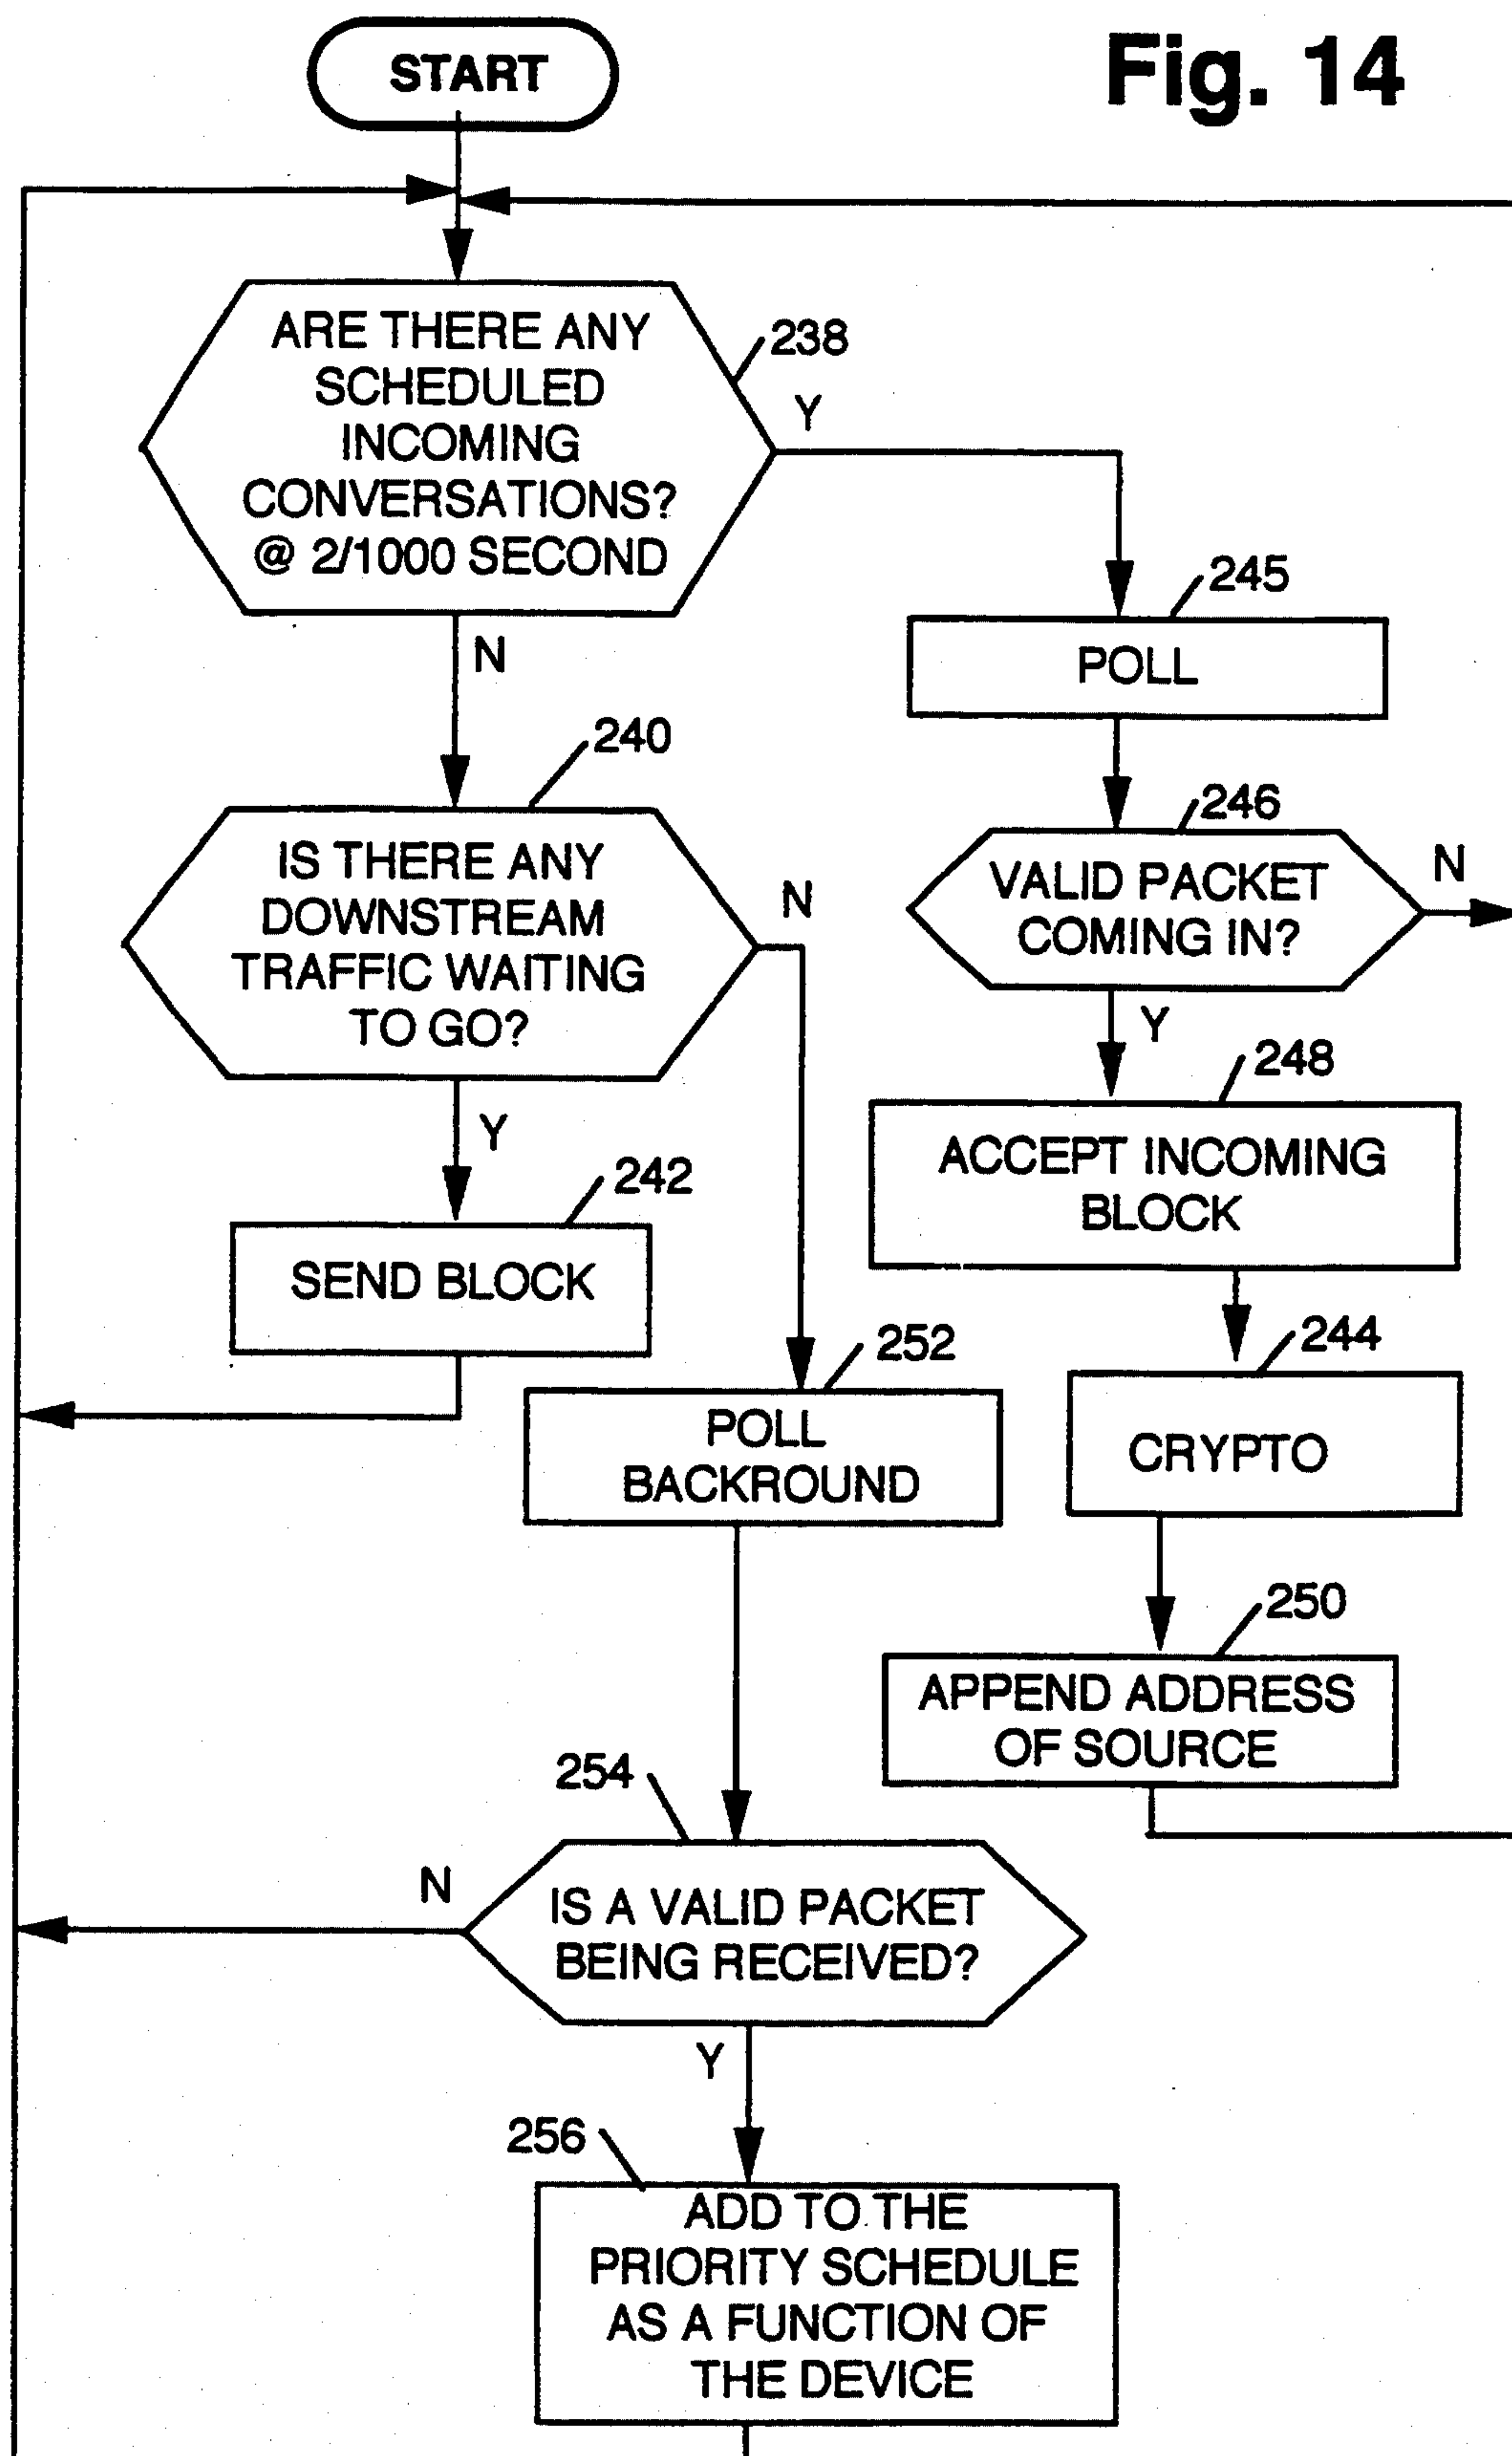 Fig. 14
START
ARE THERE ANY
SCHEDULED
INCOMING
CONVERSATIONS?
@ 2/1000 SECOND
238
Y
N
245
POLL
240
IS THERE ANY
DOWNSTREAM
TRAFFIC WAITING
TO GO?
N
Y
246
VALID PACKET
COMING IN?
N
Y
248
ACCEPT INCOMING
BLOCK
242
SEND BLOCK
252
POLL
BACKROUND
244
CRYPTO
250
APPEND ADDRESS
OF SOURCE
254
IS A VALID PACKET
BEING RECEIVED?
N
Y
256
ADD TO THE
PRIORITY SCHEDULE
AS A FUNCTION OF
THE DEVICE